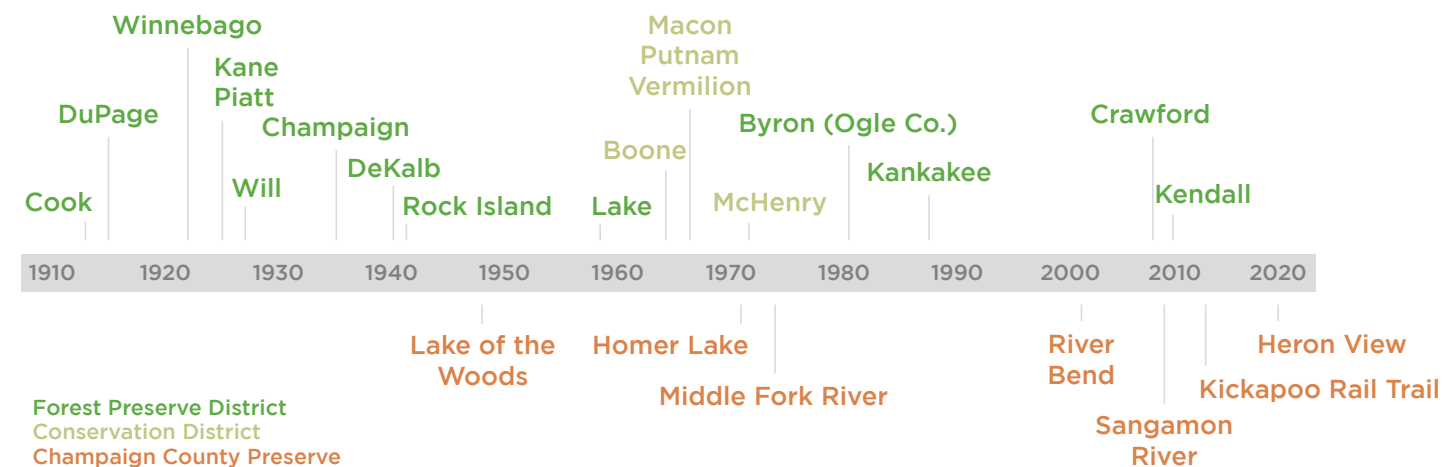 Winnebago
Macon
Putnam
Vermilion
Kane
Piatt
DuPage
Champaign
Byron (Ogle Co.)
Crawford
Boone
DeKalb
Kankakee
Will
Cook
Rock Island
Lake
McHenry
Kendall
1910 1920 1930 1940 1950 1960 1970 1980 1990 2000 2010 2020
Lake of the
Woods
Homer Lake
Middle Fork River
River
Bend
Heron View
Kickapoo Rail Trail
Sangamon
River
Forest Preserve District
Conservation District
Champaign County Preserve